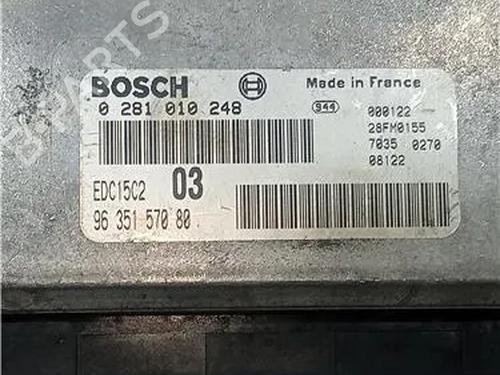 BOSCH
Made in France
0 281 010 248
944
000122
28FM0155
7035 0270
08122
EDC15C2 03
96 351 570 80
B-PARTS